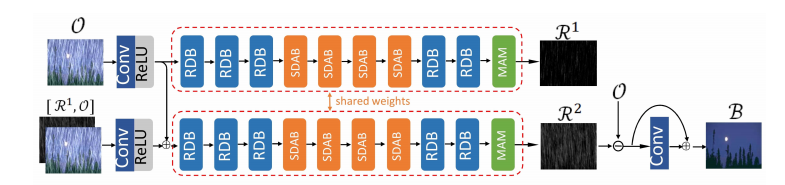 𝒪
Conv
ReLU
RDB
RDB
RDB
SDAB
SDAB
SDAB
SDAB
RDB
RDB
MAM
ℛ¹
shared weights
[ℛ¹, 𝒪]
Conv
ReLU
RDB
RDB
RDB
SDAB
SDAB
SDAB
SDAB
RDB
RDB
MAM
ℛ²
𝒪
Conv
ℬ